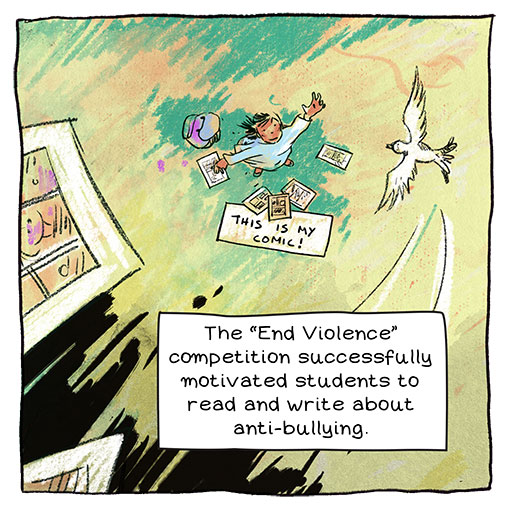 THIS IS MY
COMIC!
The “End Violence”
competition successfully
motivated students to
read and write about
anti-bullying.